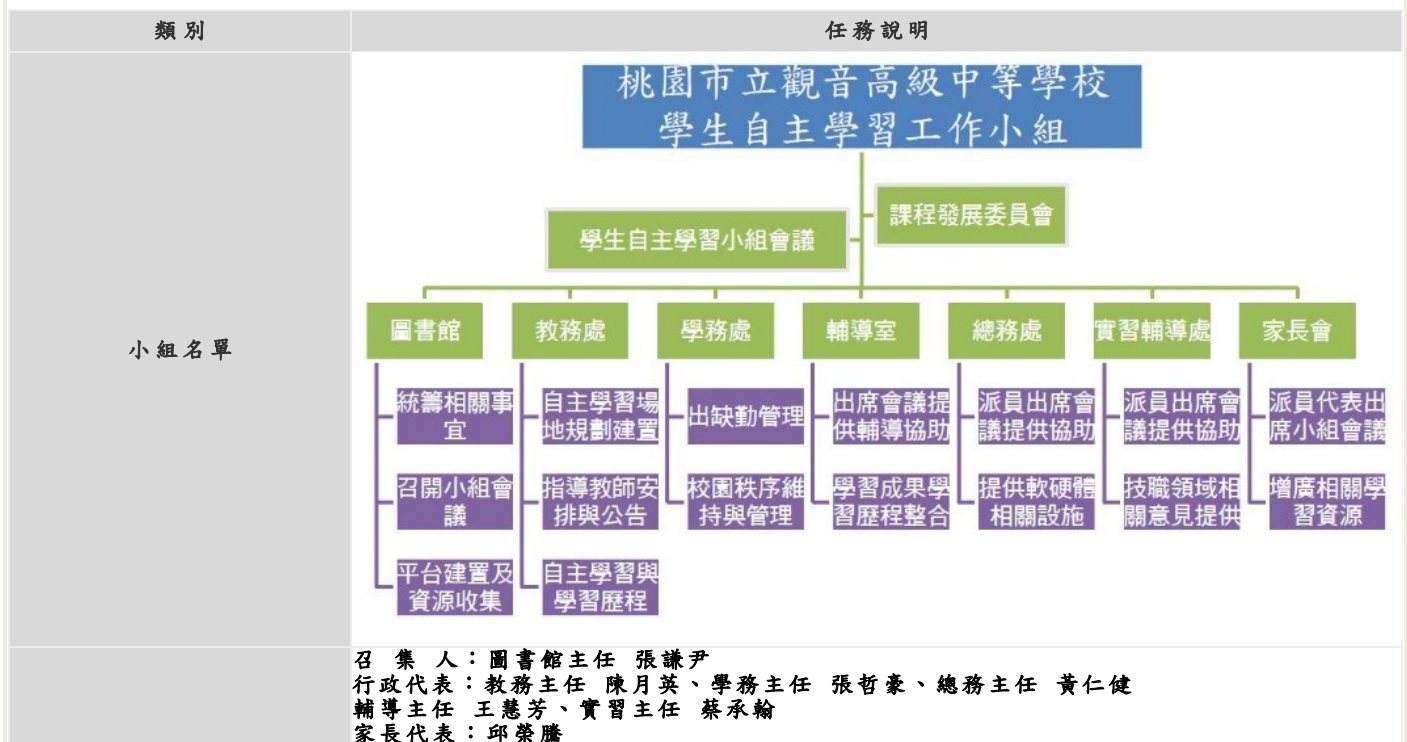 類別
任務說明
小組名單
桃園市立觀音高級中等學校
學生自主學習工作小組
課程發展委員會
學生自主學習小組會議
圖書館
教務處
學務處
輔導室
總務處
實習輔導處
家長會
統籌相關事
宜
召開小組會
議
平台建置及
資源收集
自主學習場
地規劃建置
指導教師安
排與公告
自主學習與
學習歷程
出缺勤管理
校園秩序維
持與管理
出席會議提
供輔導協助
學習成果學
習歷程整合
派員出席會
議提供協助
提供軟硬體
相關設施
派員出席會
議提供協助
技職領域相
關意見提供
派員代表出
席小組會議
增廣相關學
習資源
召 集 人：圖書館主任 張謙尹
行政代表：教務主任 陳月英、學務主任 張哲豪、總務主任 黃仁健
輔導主任 王慧芳、實習主任 蔡承翰
家長代表：邱榮騰